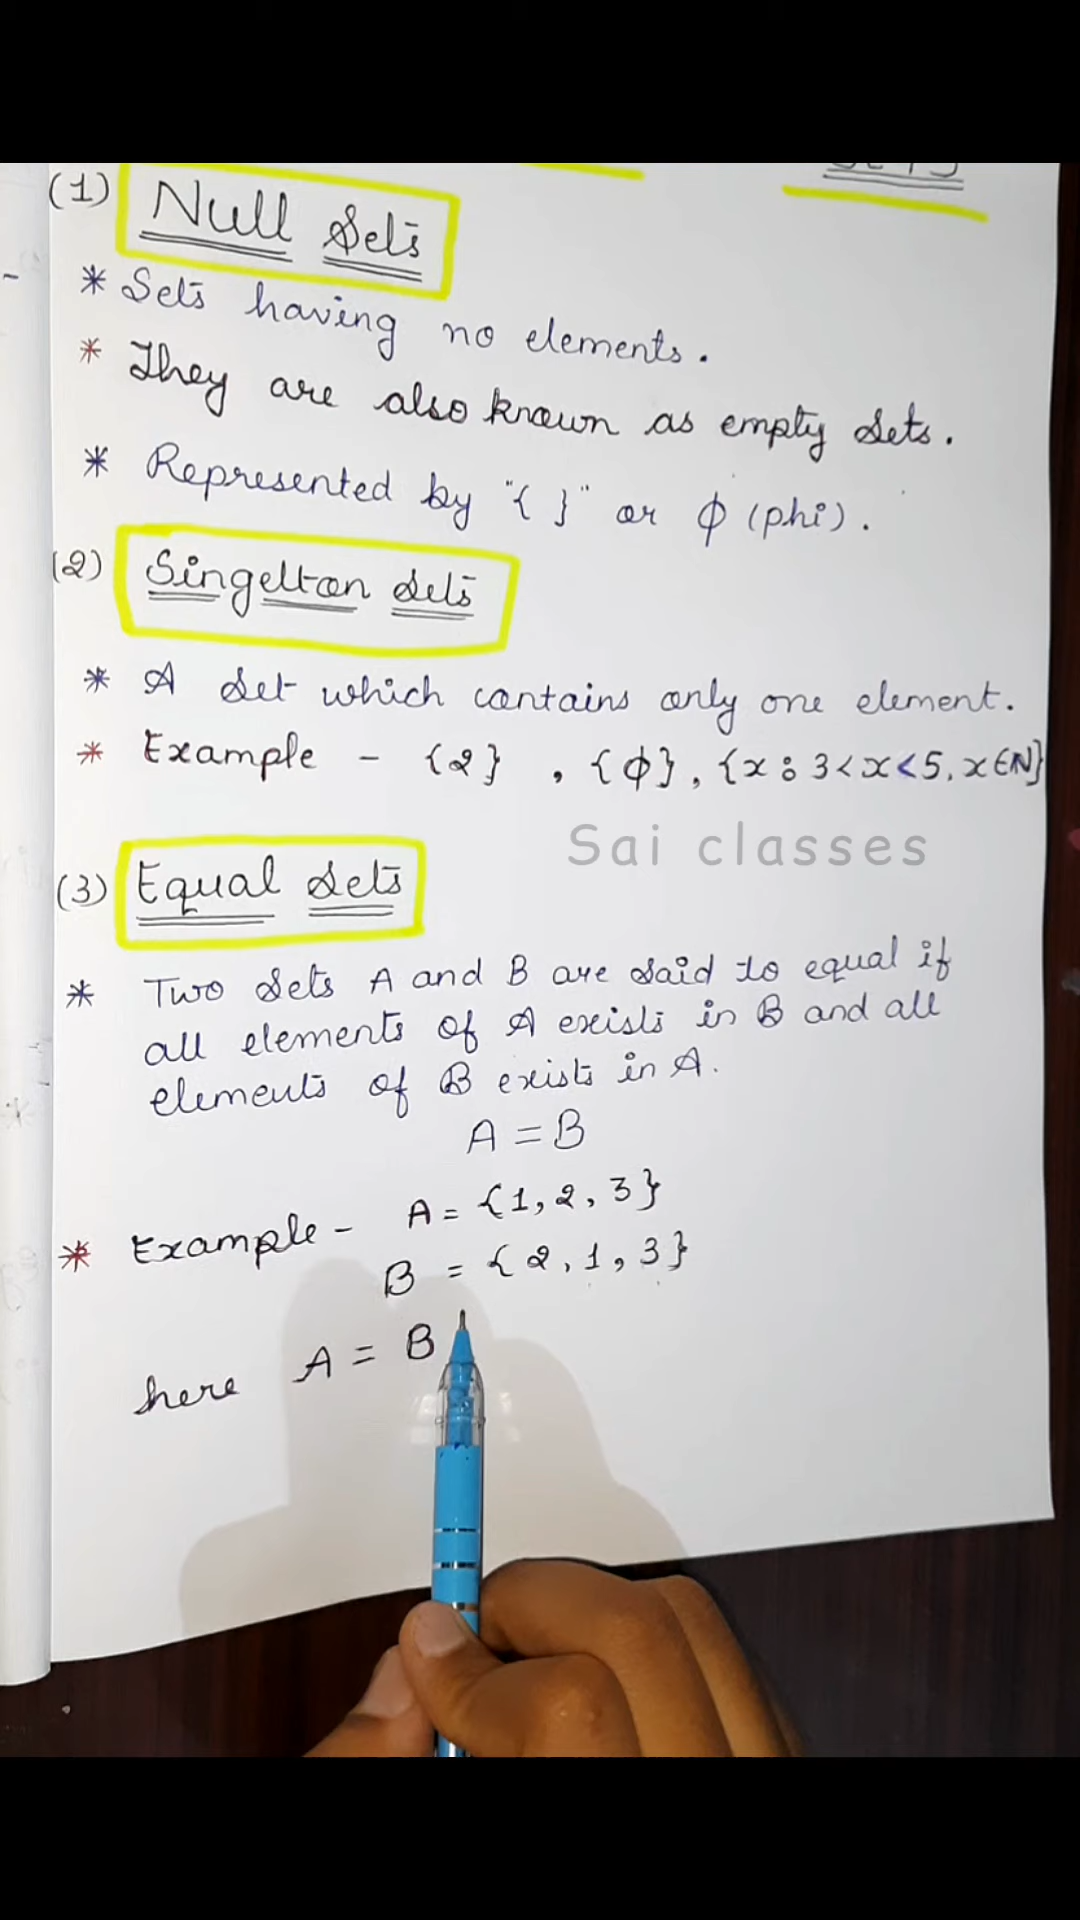 (1) Null Sets
* Sets having no elements.
* They are also known as empty sets.
* Represented by "{ }" or ϕ (phi).
(2) Singelton sets
* A set which contains only one element.
* Example - {2} , {ϕ}, {x : 3 < x < 5, x ∈ N}
Sai classes
(3) Equal sets
* Two sets A and B are said to equal if
all elements of A exists in B and all
elements of B exists in A.
A = B
* Example - A = {1, 2, 3}
B = {2, 1, 3}
here A = B